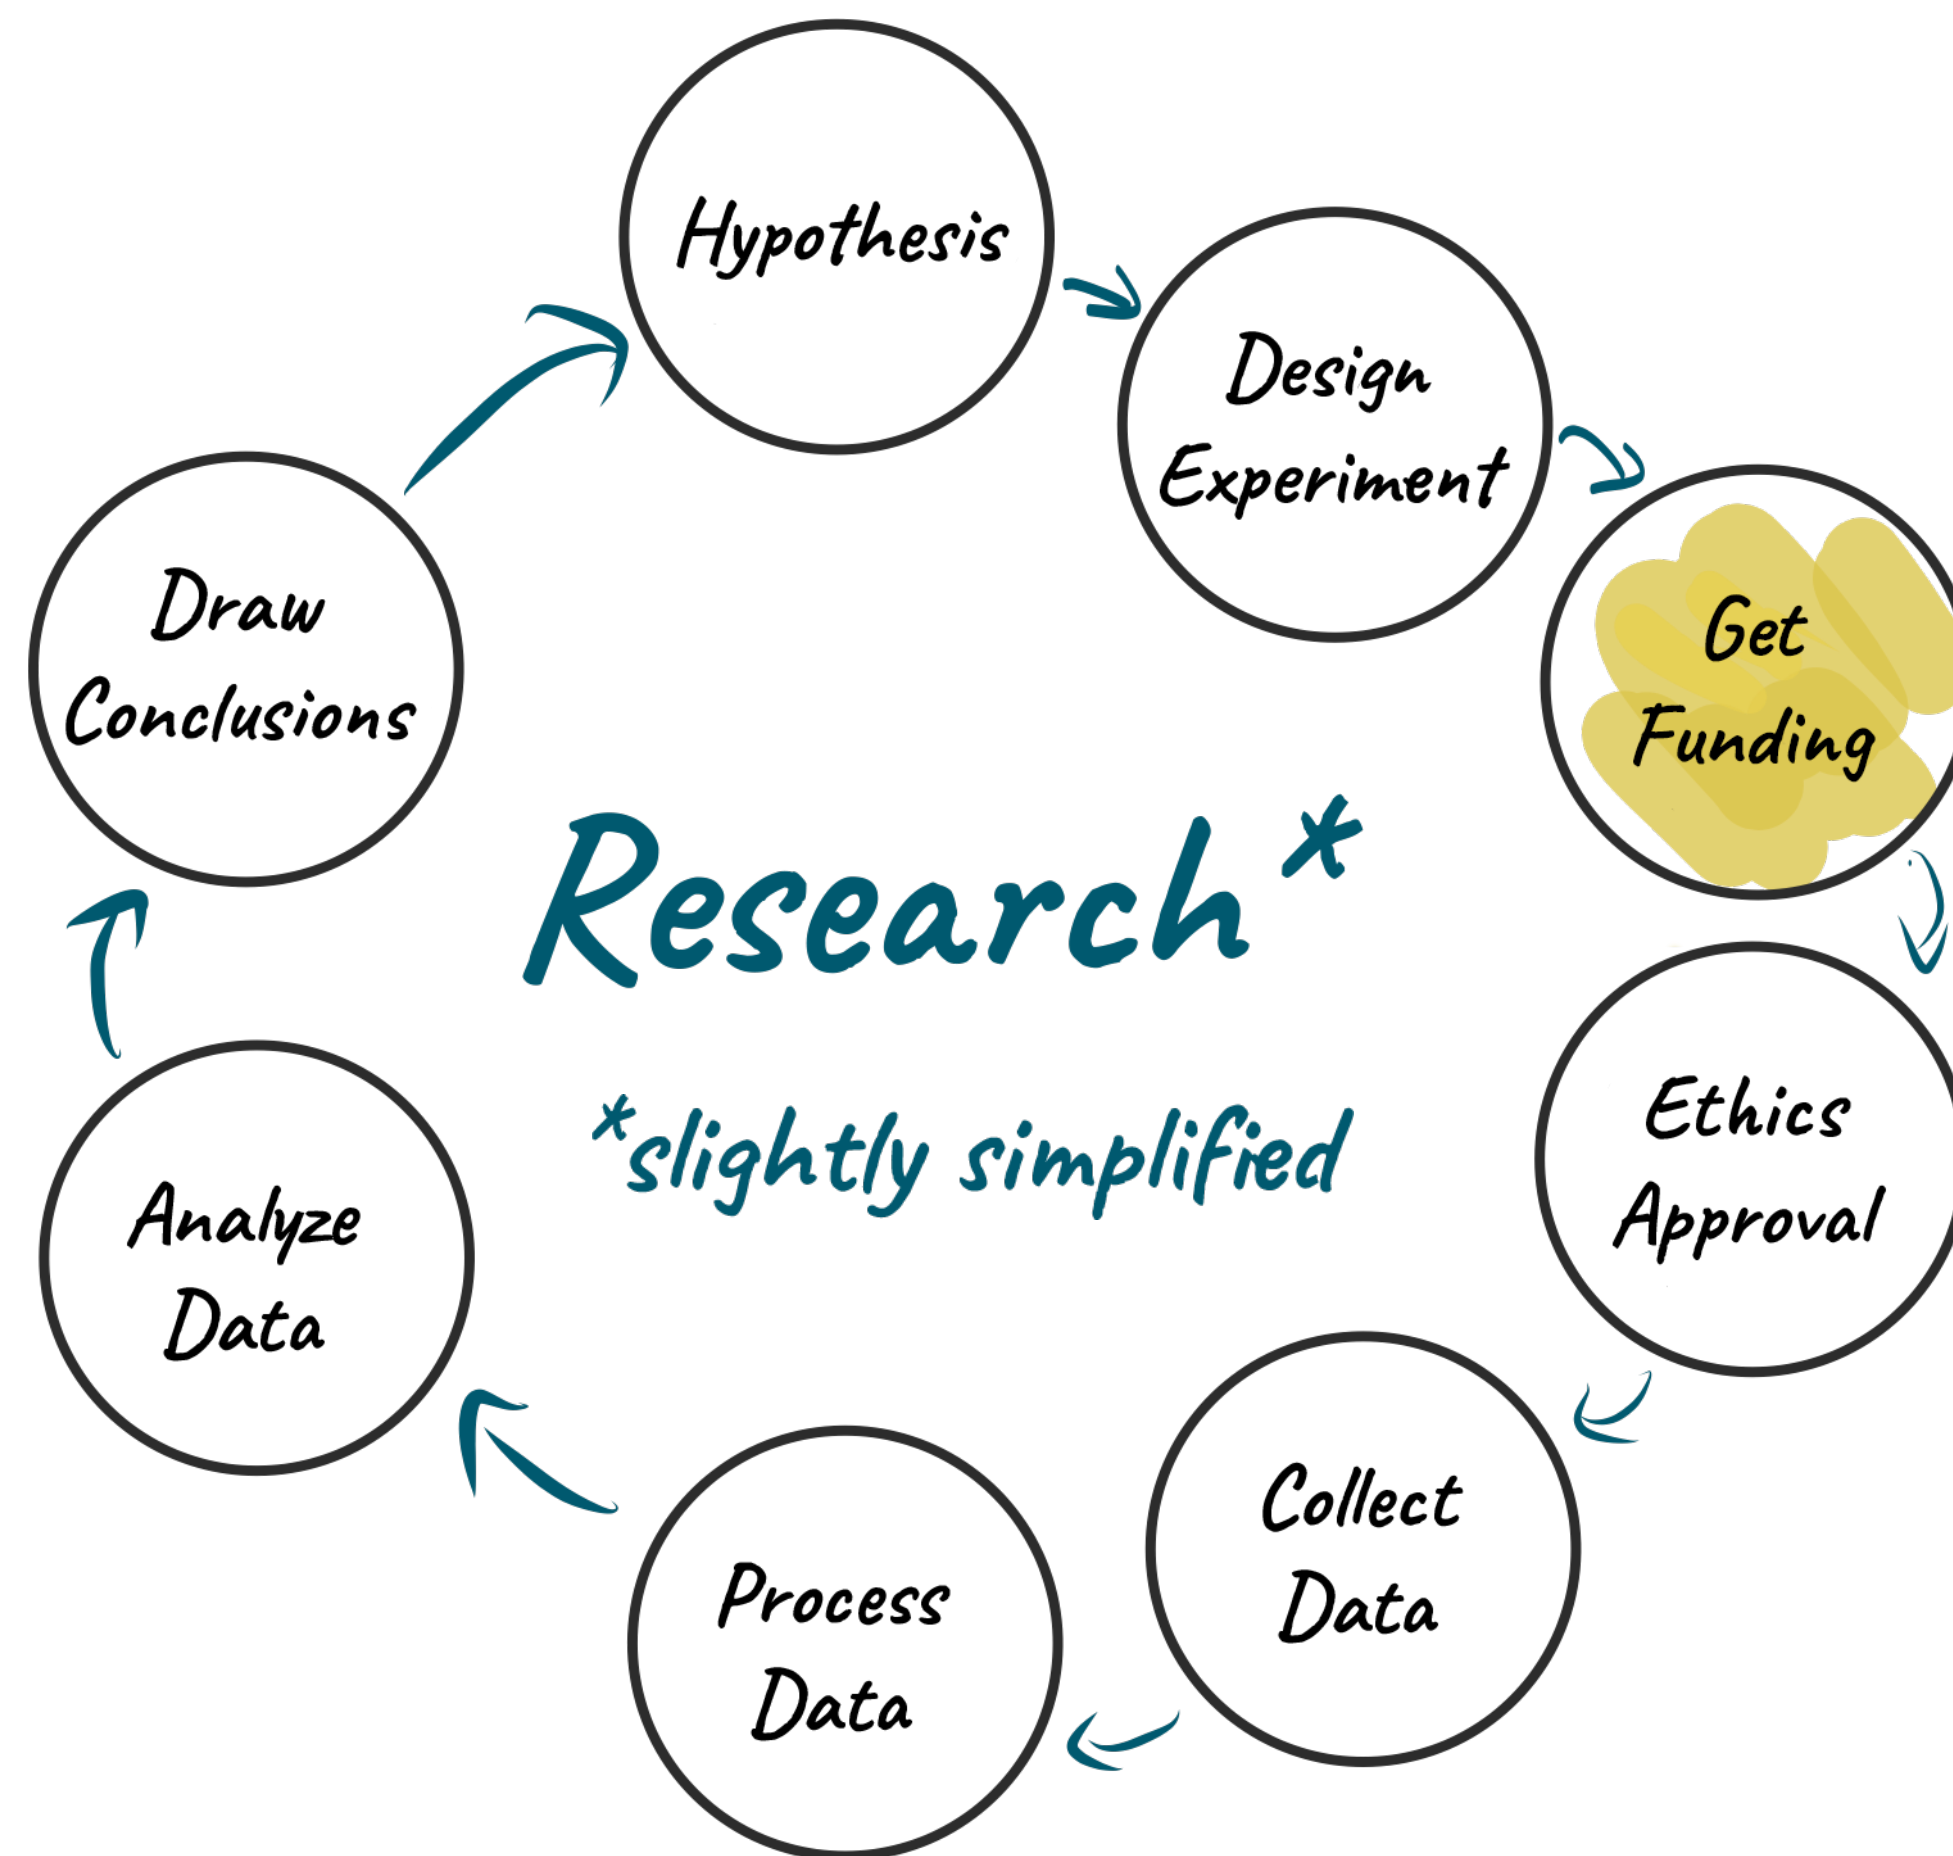 Hypothesis
Design
Experiment
Get
Funding
Ethics
Approval
Collect
Data
Process
Data
Analyze
Data
Draw
Conclusions
Research*
*slightly simplified